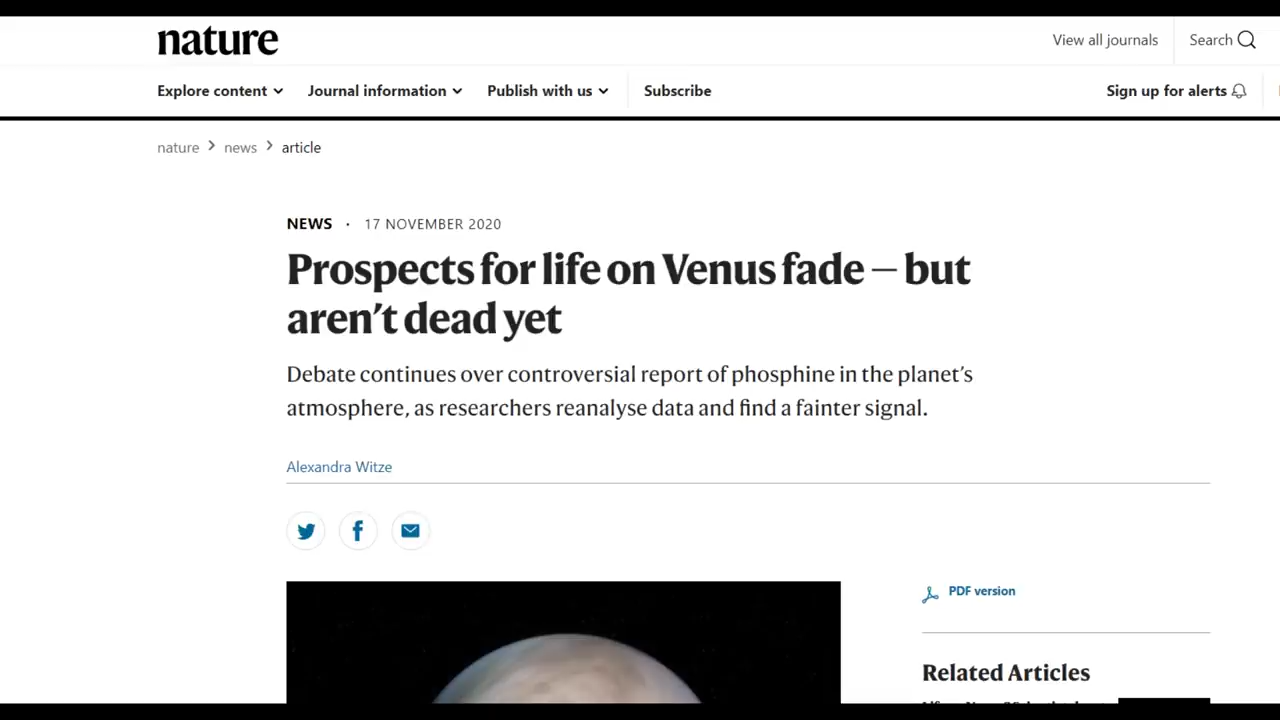 nature
View all journals
Search
Explore content
Journal information
Publish with us
Subscribe
Sign up for alerts
nature > news > article
NEWS · 17 NOVEMBER 2020
Prospects for life on Venus fade — but
aren’t dead yet
Debate continues over controversial report of phosphine in the planet’s
atmosphere, as researchers reanalyse data and find a fainter signal.
Alexandra Witze
PDF version
Related Articles